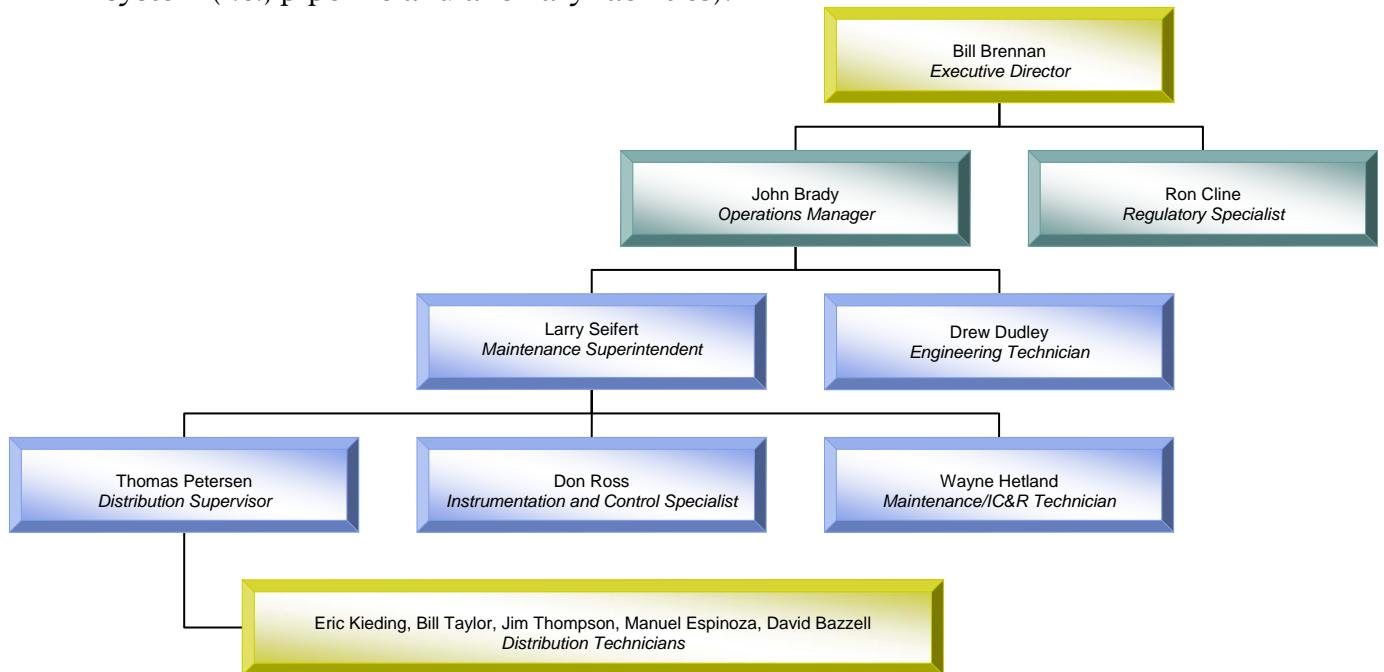 Bill Brennan
Executive Director
John Brady
Operations Manager
Ron Cline
Regulatory Specialist
Larry Seifert
Maintenance Superintendent
Drew Dudley
Engineering Technician
Thomas Petersen
Distribution Supervisor
Don Ross
Instrumentation and Control Specialist
Wayne Hetland
Maintenance/IC&R Technician
Eric Kieding, Bill Taylor, Jim Thompson, Manuel Espinoza, David Bazzell
Distribution Technicians